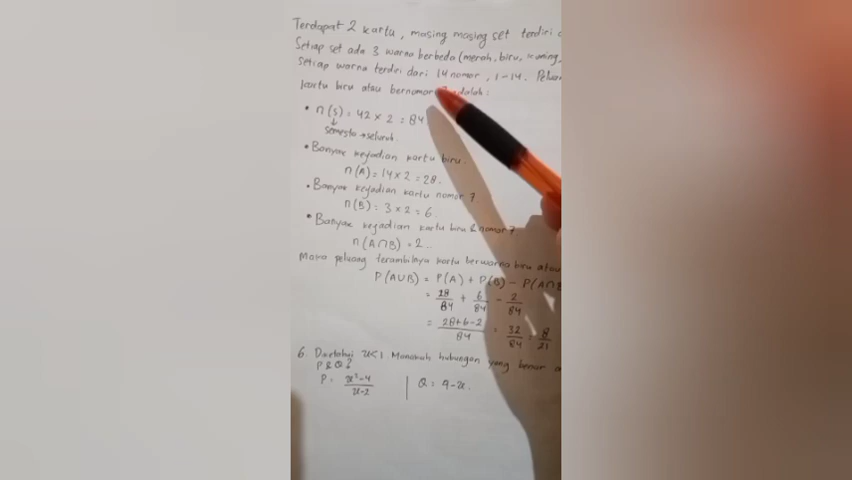 Terdapat 2 kartu, masing masing set terdiri
Setiap set ada 3 warna berbeda (merah, biru, kuning,
setiap warna terdiri dari 14 nomor, 1-14.
kartu biru atau bernomor 7 adalah:
• n(S) = 42 x 2 = 84
↓
semesta → seluruh.
• Banyak kejadian kartu biru.
n(A) = 14 x 2 = 28.
• Banyak kejadian kartu nomor 7
n(B) = 3 x 2 = 6.
• Banyak kejadian kartu biru & nomor 7
n(A∩B) = 2..
Maka peluang terambilnya kartu berwarna biru atau
P(A∪B) = P(A) + P(B) - P(A∩B
= 28/84 + 6/84 - 2/84
= 28+6-2/84 = 32/84 = 8/21
6. Diketahui x<1 Manakah hubungan yang benar
P & Q?
P = x²-4/x-2 | Q = 4-x.